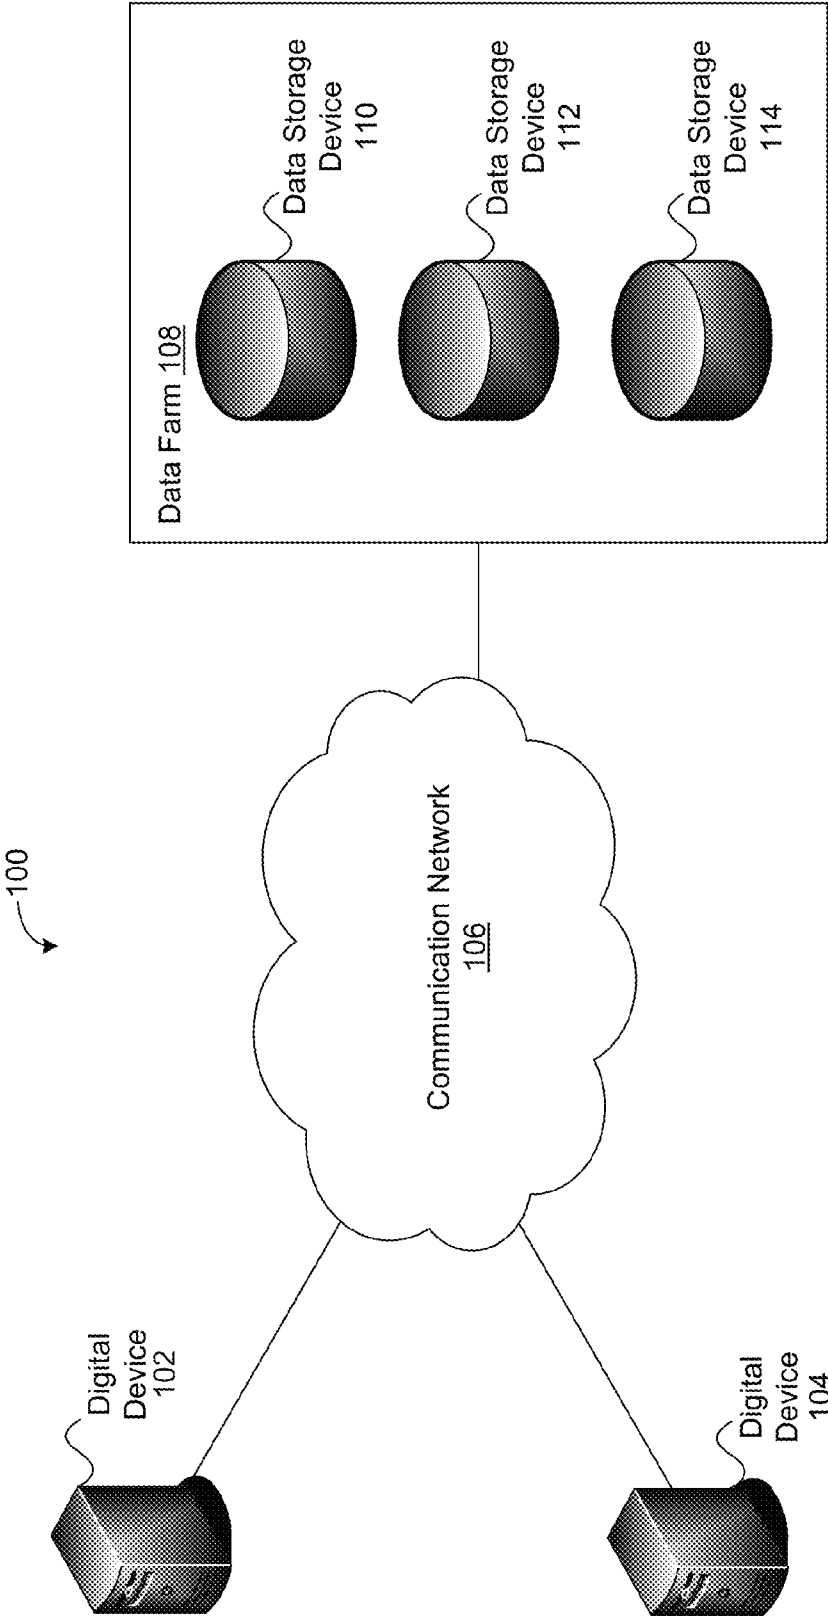 100
Digital
Device
102
Digital
Device
104
Communication Network
106
Data Farm 108
Data Storage
Device
110
Data Storage
Device
112
Data Storage
Device
114